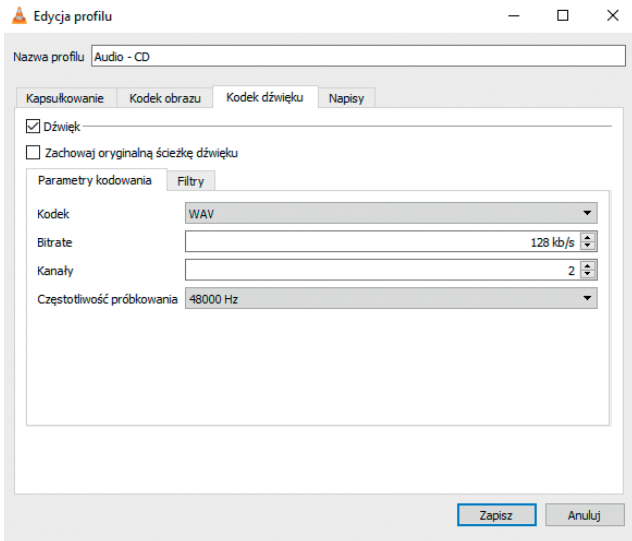 Edycja profilu
Nazwa profilu Audio - CD
Kapsułkowanie Kodek obrazu Kodek dźwięku Napisy
Dźwięk
Zachowaj oryginalną ścieżkę dźwięku
Parametry kodowania Filtry
Kodek WAV
Bitrate 128 kb/s
Kanały 2
Częstotliwość próbkowania 48000 Hz
Zapisz Anuluj